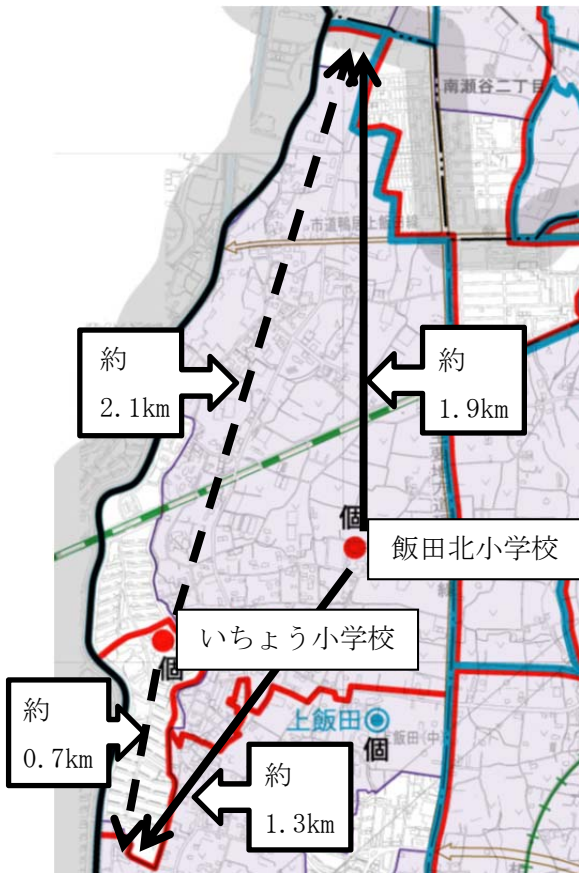 南瀬谷二丁目
市道鴨居上飯田線
約
2.1km
約
1.9km
個
飯田北小学校
いちょう小学校
個
約
0.7km
上飯田
個
約
1.3km